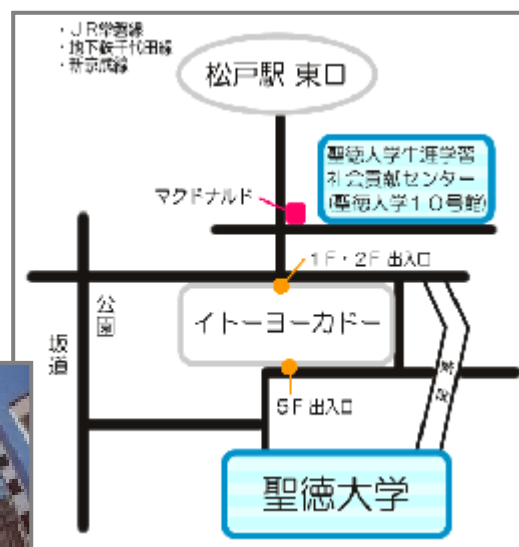 ・ＪＲ常磐線
・地下鉄千代田線
・新京成線
松戸駅 東口
聖徳大学生涯学習
社会貢献センター
(聖徳大学１０号館)
マクドナルド
１Ｆ・２Ｆ 出入口
公園
イトーヨーカドー
坂道
５Ｆ 出入口
聖徳大学